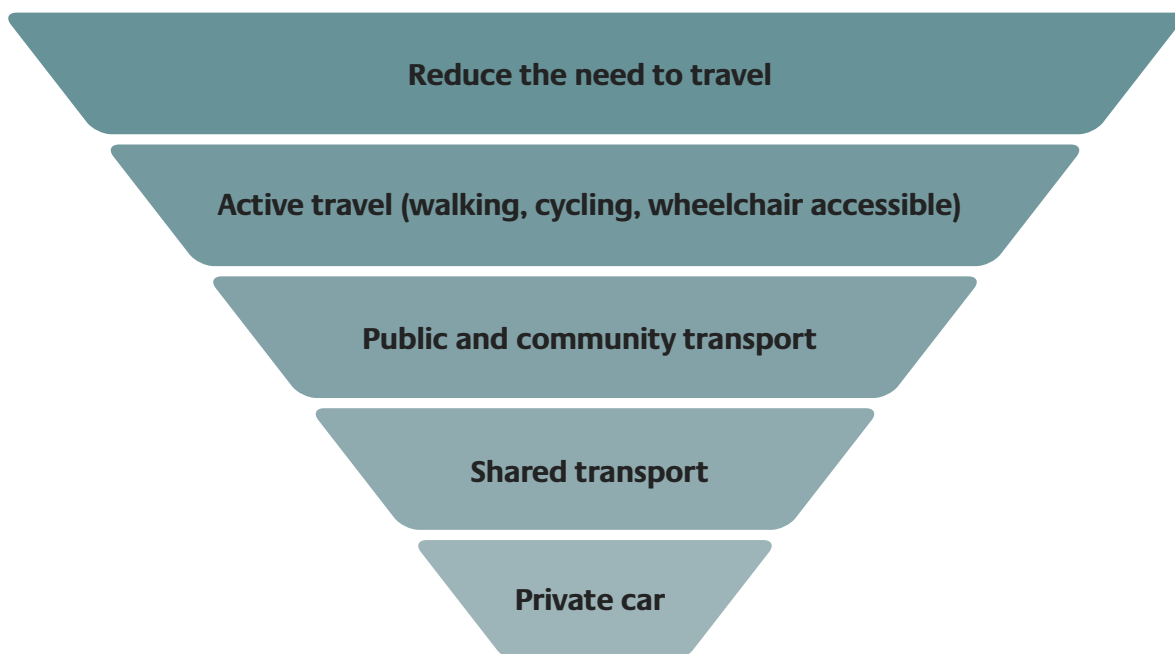 Reduce the need to travel
Active travel (walking, cycling, wheelchair accessible)
Public and community transport
Shared transport
Private car